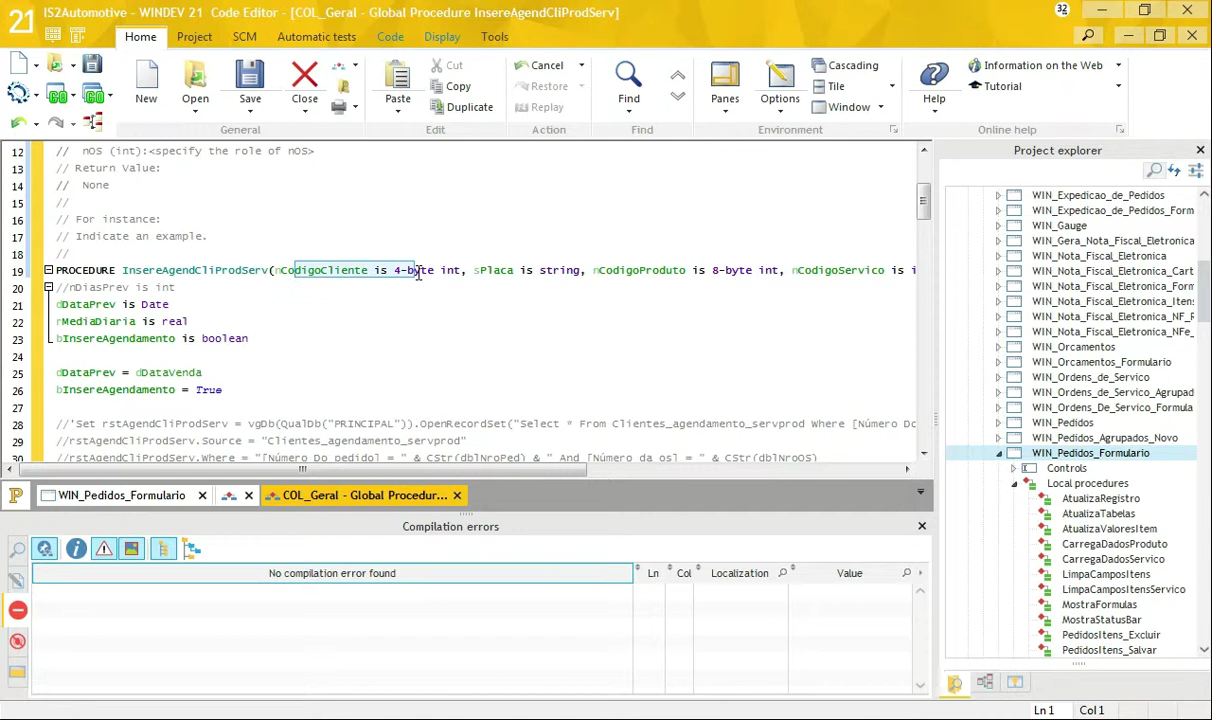 21
IS2Automotive - WINDEV 21 Code Editor - [COL_Geral - Global Procedure InsereAgendCliProdServ]
32
Home Project SCM Automatic tests Code Display Tools
New Open Save Close Paste Cut Copy Duplicate Cancel Restore Replay Find Panes Options Cascading Tile Window Help Information on the Web Tutorial
General Edit Action Find Environment Online help
12 // nOS (int):<specify the role of nOS>
13 // Return Value:
14 // None
15 //
16 // For instance:
17 // Indicate an example.
18 //
19 PROCEDURE InsereAgendCliProdServ(nCodigoCliente is 4-byte int, sPlaca is string, nCodigoProduto is 8-byte int, nCodigoServico is i
20 //nDiasPrev is int
21 dDataPrev is Date
22 rMediaDiaria is real
23 bInsereAgendamento is boolean
24
25 dDataPrev = dDataVenda
26 bInsereAgendamento = True
27
28 //'Set rstAgendCliProdServ = vgDb(QualDb("PRINCIPAL")).OpenRecordSet("Select * From Clientes_agendamento_servprod Where [Número Do
29 //rstAgendCliProdServ.Source = "Clientes_agendamento_servprod"
30 //rstAgendCliProdServ.Where = "[Número Do pedido] = " & CStr(dblNroPed) & " And [Número da os] = " & CStr(dblNroOS)
WIN_Pedidos_Formulario COL_Geral - Global Procedur...
Compilation errors
No compilation error found Ln Col Localization Value
Project explorer
WIN_Expedicao_de_Pedidos
WIN_Expedicao_de_Pedidos_Form
WIN_Gauge
WIN_Gera_Nota_Fiscal_Eletronica
WIN_Nota_Fiscal_Eletronica
WIN_Nota_Fiscal_Eletronica_Cart
WIN_Nota_Fiscal_Eletronica_Form
WIN_Nota_Fiscal_Eletronica_Itens
WIN_Nota_Fiscal_Eletronica_NF_R
WIN_Nota_Fiscal_Eletronica_NFe_
WIN_Orcamentos
WIN_Orcamentos_Formulario
WIN_Ordens_de_Servico
WIN_Ordens_de_Servico_Agrupad
WIN_Ordens_De_Servico_Formula
WIN_Pedidos
WIN_Pedidos_Agrupados_Novo
WIN_Pedidos_Formulario
Controls
Local procedures
AtualizaRegistro
AtualizaTabelas
AtualizaValoresItem
CarregaDadosProduto
CarregaDadosServico
LimpaCamposItens
LimpaCamposItensServico
MostraFormulas
MostraStatusBar
PedidosItens_Excluir
PedidosItens_Salvar
Ln 1 Col 1